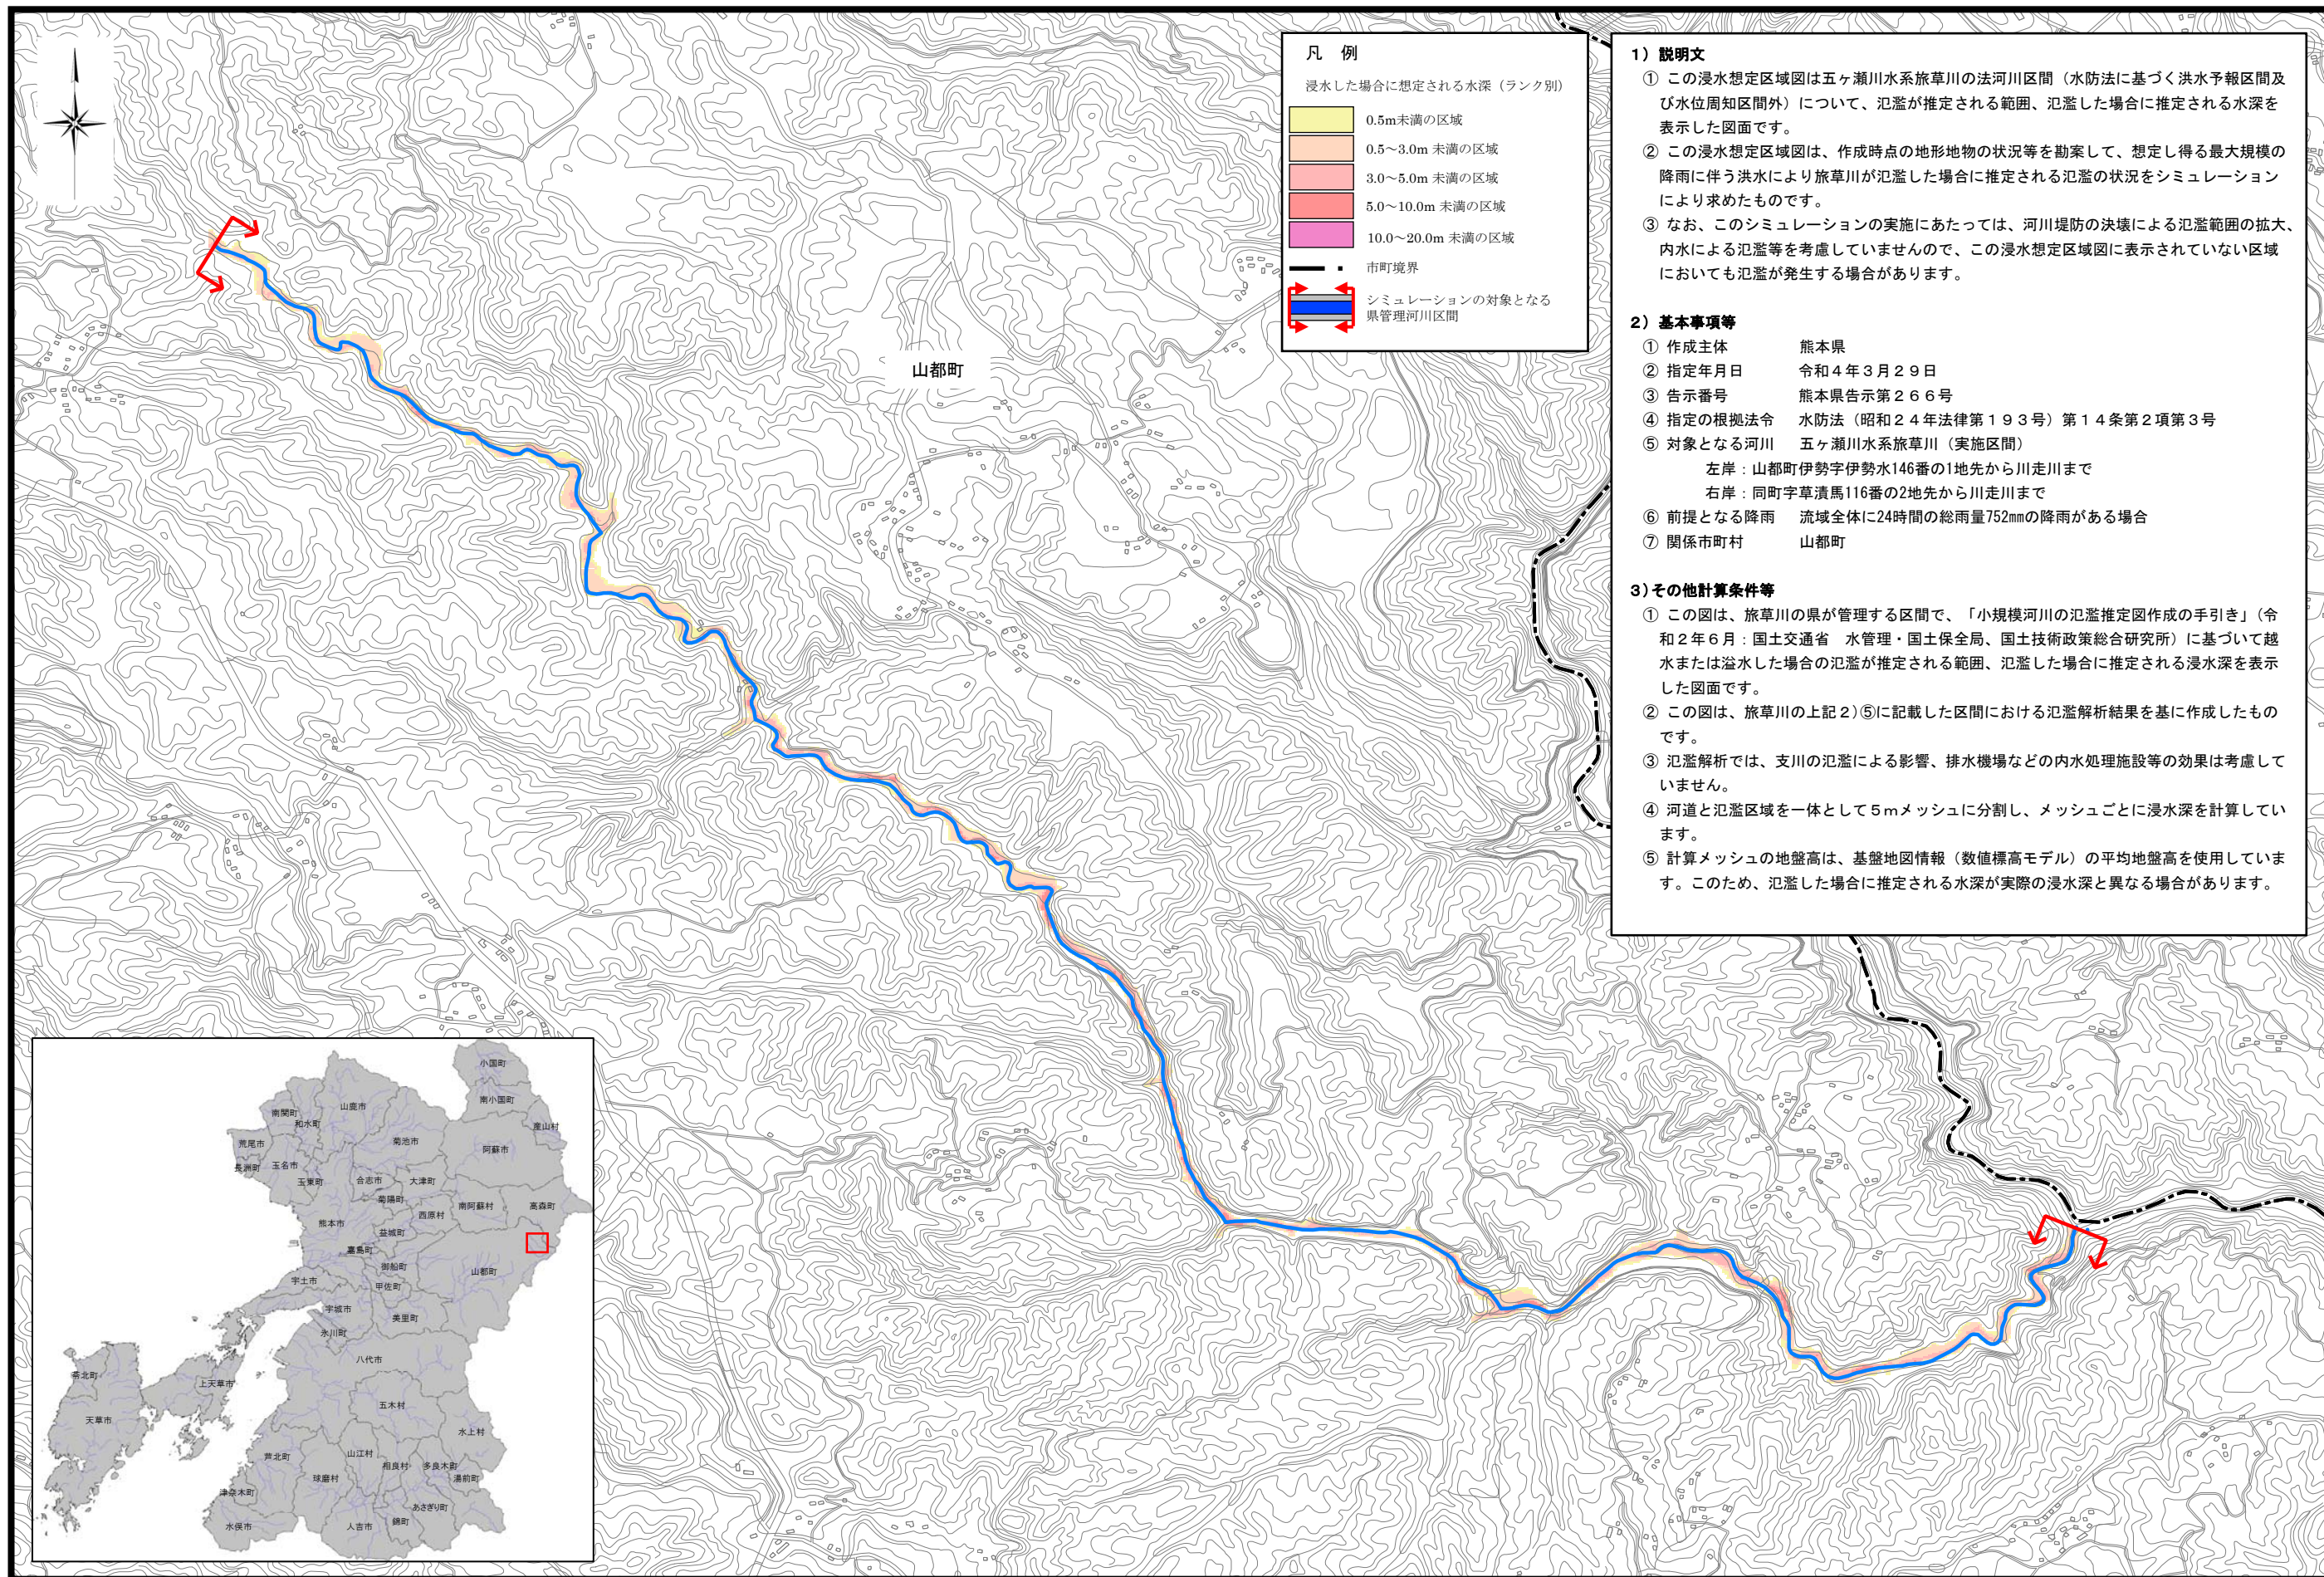 凡 例
浸水した場合に想定される水深（ランク別）
0.5m未満の区域
0.5～3.0m 未満の区域
3.0～5.0m 未満の区域
5.0～10.0m 未満の区域
10.0～20.0m 未満の区域
市町境界
シミュレーションの対象となる
県管理河川区間
1）説明文
① この浸水想定区域図は五ヶ瀬川水系旅草川の法河川区間（水防法に基づく洪水予報区間及
び水位周知区間外）について、氾濫が推定される範囲、氾濫した場合に推定される水深を
表示した図面です。
② この浸水想定区域図は、作成時点の地形地物の状況等を勘案して、想定し得る最大規模の
降雨に伴う洪水により旅草川が氾濫した場合に推定される氾濫の状況をシミュレーション
により求めたものです。
③ なお、このシミュレーションの実施にあたっては、河川堤防の決壊による氾濫範囲の拡大、
内水による氾濫等を考慮していませんので、この浸水想定区域図に表示されていない区域
においても氾濫が発生する場合があります。
2）基本事項等
① 作成主体 熊本県
② 指定年月日 令和４年３月２９日
③ 告示番号 熊本県告示第２６６号
④ 指定の根拠法令 水防法（昭和２４年法律第１９３号）第１４条第２項第３号
⑤ 対象となる河川 五ヶ瀬川水系旅草川（実施区間）
左岸：山都町伊勢字伊勢水146番の1地先から川走川まで
右岸：同町字草漬馬116番の2地先から川走川まで
⑥ 前提となる降雨 流域全体に24時間の総雨量752㎜の降雨がある場合
⑦ 関係市町村 山都町
3)その他計算条件等
① この図は、旅草川の県が管理する区間で、「小規模河川の氾濫推定図作成の手引き」（令
和２年６月：国土交通省 水管理・国土保全局、国土技術政策総合研究所）に基づいて越
水または溢水した場合の氾濫が推定される範囲、氾濫した場合に推定される浸水深を表示
した図面です。
② この図は、旅草川の上記２)⑤に記載した区間における氾濫解析結果を基に作成したもの
です。
③ 氾濫解析では、支川の氾濫による影響、排水機場などの内水処理施設等の効果は考慮して
いません。
④ 河道と氾濫区域を一体として５ｍメッシュに分割し、メッシュごとに浸水深を計算してい
ます。
⑤ 計算メッシュの地盤高は、基盤地図情報（数値標高モデル）の平均地盤高を使用していま
す。このため、氾濫した場合に推定される水深が実際の浸水深と異なる場合があります。
山都町
小国町
南小国町
産山村
南関町
和水町
山鹿市
菊池市
阿蘇市
荒尾市
長洲町
玉名市
玉東町
合志市
大津町
菊陽町
西原村
南阿蘇村
高森町
熊本市
益城町
嘉島町
御船町
山都町
宇土市
甲佐町
宇城市
美里町
氷川町
八代市
苓北町
上天草市
天草市
五木村
水上村
芦北町
山江村
相良村
多良木町
湯前町
球磨村
津奈木町
あさぎり町
水俣市
人吉市
錦町